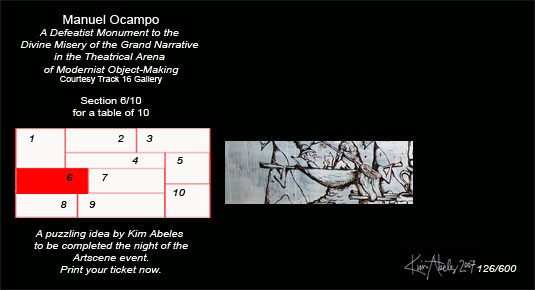 Manuel Ocampo
A Defeatist Monument to the
Divine Misery of the Grand Narrative
in the Theatrical Arena
of Modernist Object-Making
Courtesy Track 16 Gallery
Section 6/10
for a table of 10
1 2 3
4 5
6 7
10
8 9
A puzzling idea by Kim Abeles
to be completed the night of the
Artscene event.
Print your ticket now.
Kim Abeles 2007 126/600